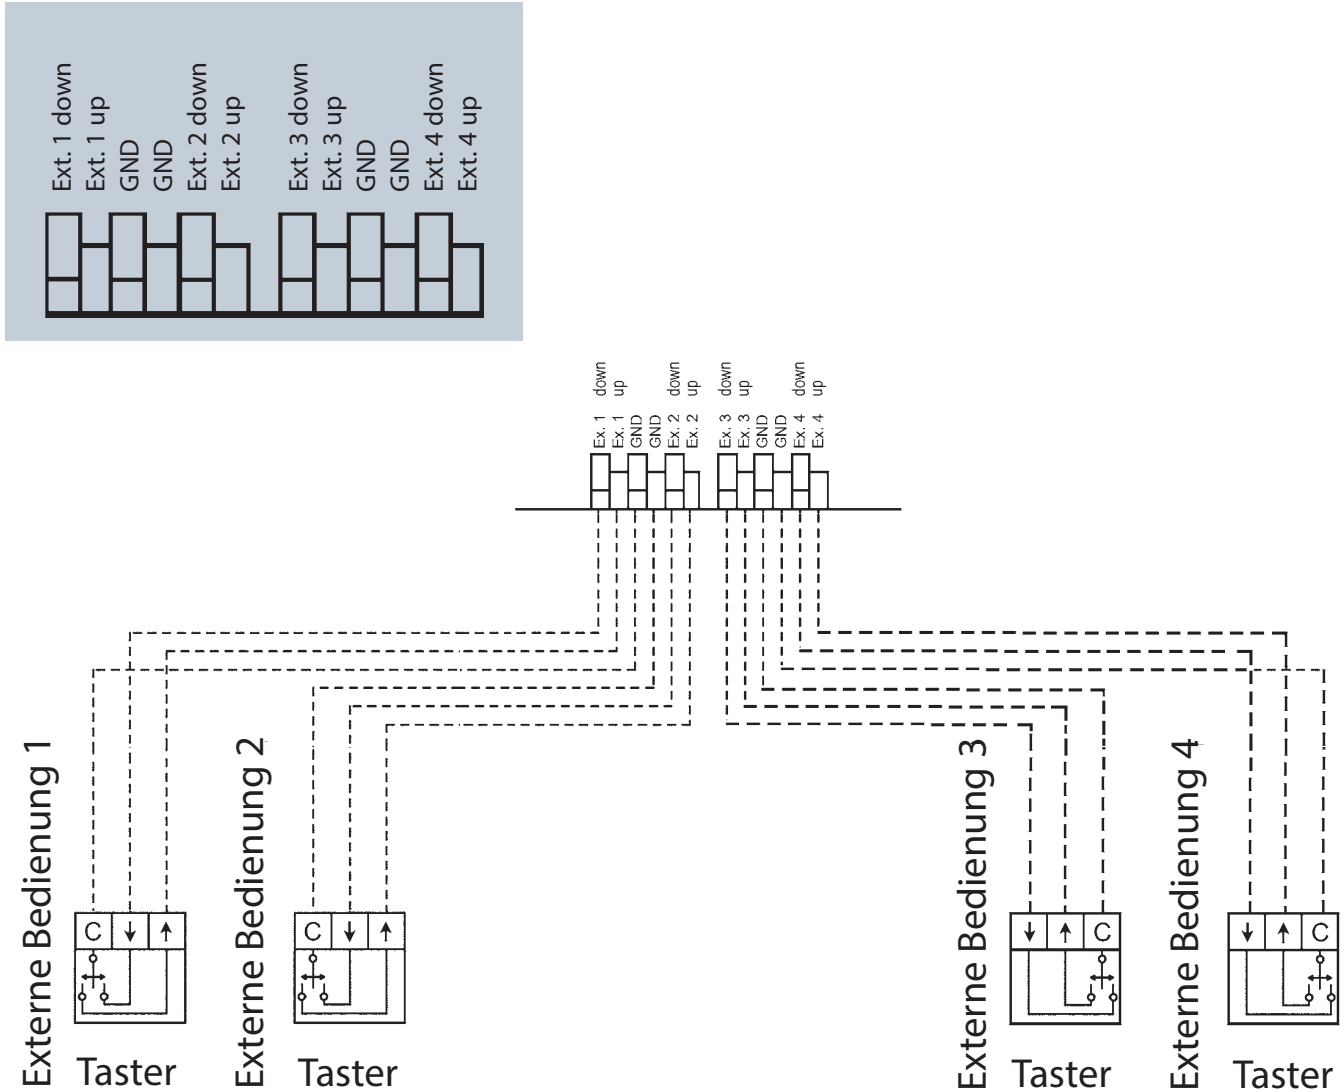 Ext. 1 down
Ext. 1 up
GND
GND
Ext. 2 down
Ext. 2 up
Ext. 3 down
Ext. 3 up
GND
GND
Ext. 4 down
Ext. 4 up
Ex. 1 down
Ex. 1 up
GND
GND
Ex. 2 down
Ex. 2 up
Ex. 3 down
Ex. 3 up
GND
GND
Ex. 4 down
Ex. 4 up
Externe Bedienung 1
C ↓ ↑
Taster
Externe Bedienung 2
C ↓ ↑
Taster
Externe Bedienung 3
↓ ↑ C
Taster
Externe Bedienung 4
↓ ↑ C
Taster